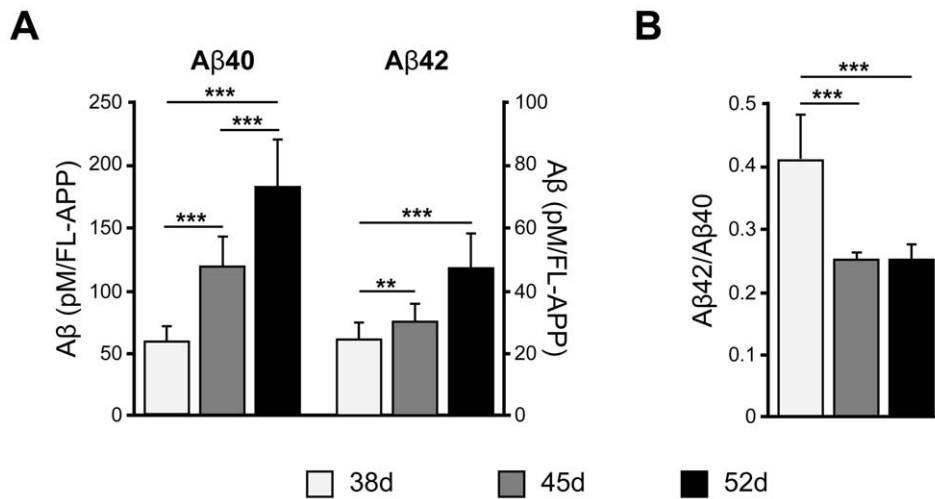 A
B
Aβ40
Aβ42
Aβ (pM/FL-APP)
250
200
150
100
50
0
***
***
***
***
**
100
80
60
40
20
0
Aβ (pM/FL-APP)
Aβ42/Aβ40
0.5
0.4
0.3
0.2
0.1
0
***
***
38d
45d
52d